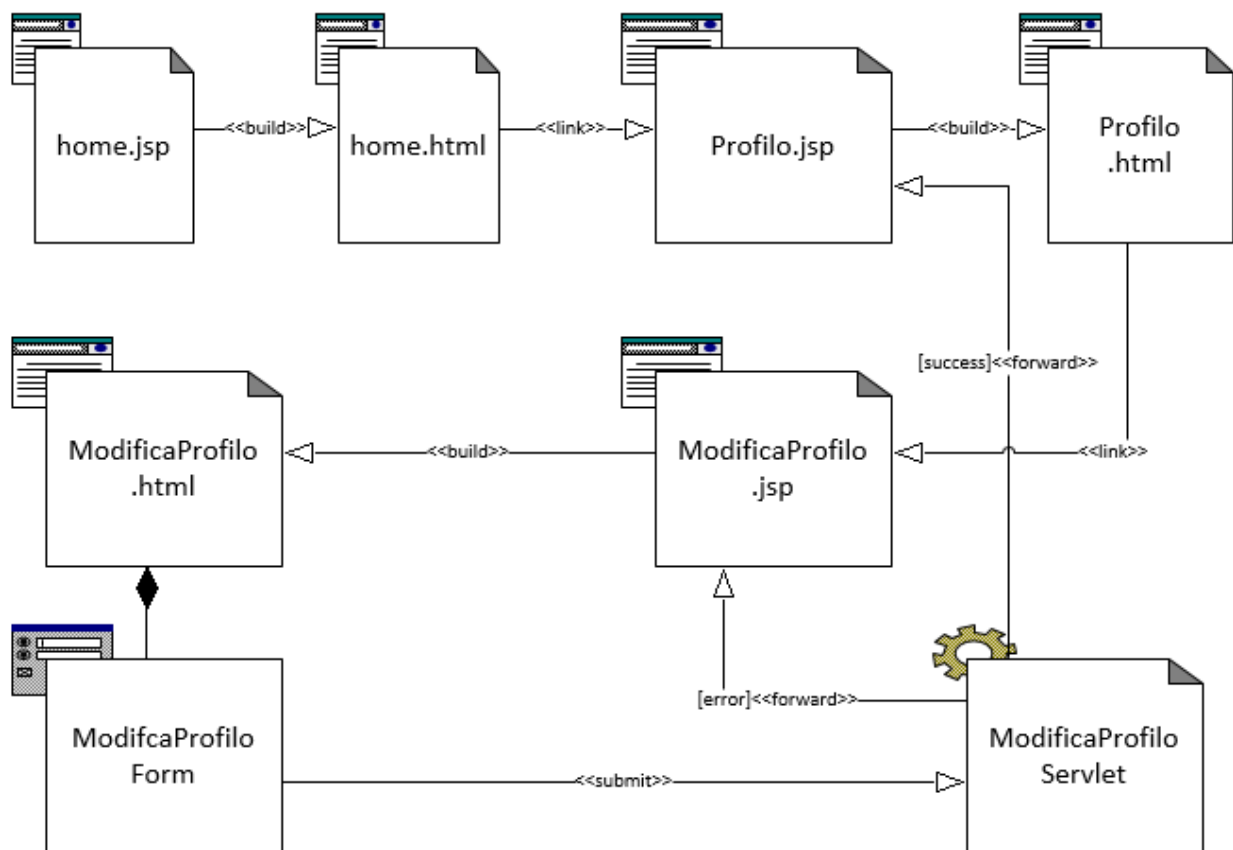 home.jsp
<<build>>
home.html
<<link>>
Profilo.jsp
<<build>>
Profilo
.html
[success]<<forward>>
ModificaProfilo
.html
<<build>>
ModificaProfilo
.jsp
<<link>>
[error]<<forward>>
ModifcaProfilo
Form
<<submit>>
ModificaProfilo
Servlet